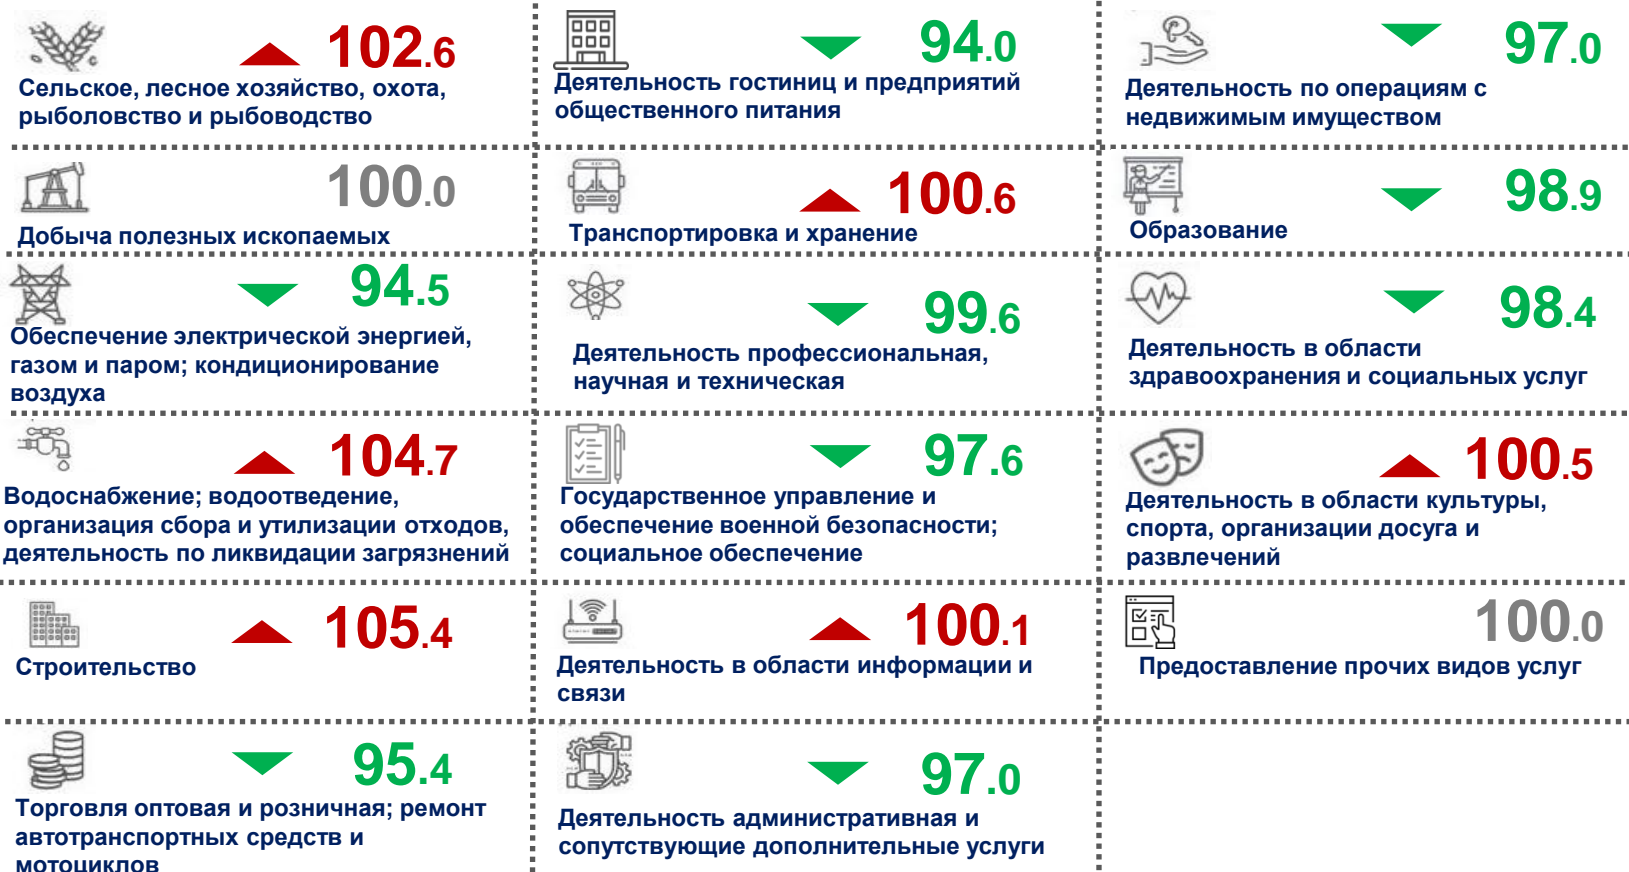 102.6
Сельское, лесное хозяйство, охота,
рыболовство и рыбоводство
100.0
Добыча полезных ископаемых
94.5
Обеспечение электрической энергией,
газом и паром; кондиционирование
воздуха
104.7
Водоснабжение; водоотведение,
организация сбора и утилизации отходов,
деятельность по ликвидации загрязнений
105.4
Строительство
95.4
Торговля оптовая и розничная; ремонт
автотранспортных средств и
мотоциклов
94.0
Деятельность гостиниц и предприятий
общественного питания
100.6
Транспортировка и хранение
99.6
Деятельность профессиональная,
научная и техническая
97.6
Государственное управление и
обеспечение военной безопасности;
социальное обеспечение
100.1
Деятельность в области информации и
связи
97.0
Деятельность административная и
сопутствующие дополнительные услуги
97.0
Деятельность по операциям с
недвижимым имуществом
98.9
Образование
98.4
Деятельность в области
здравоохранения и социальных услуг
100.5
Деятельность в области культуры,
спорта, организации досуга и
развлечений
100.0
Предоставление прочих видов услуг